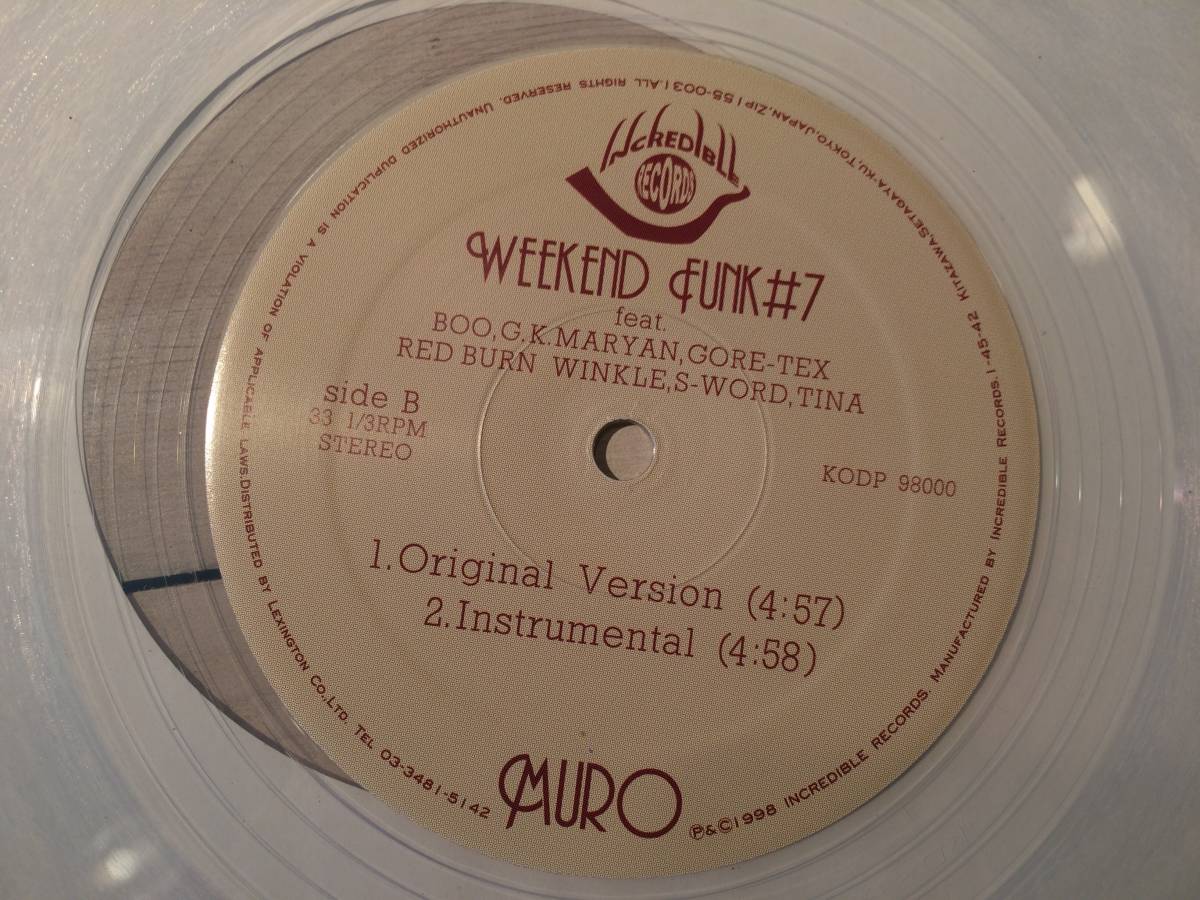 INCREDIBLE
RECORDS
WEEKEND FUNK#7
feat.
BOO,G.K.MARYAN,GORE-TEX
RED BURN WINKLE,S-WORD,TINA
side B
33 1/3RPM
STEREO
KODP 98000
1.Original Version (4:57)
2.Instrumental (4:58)
MURO
℗&©1998 INCREDIBLE RECORDS. MANUFACTURED BY INCREDIBLE RECORDS.1-45-42 KITAZAWA,SETAGAYA-KU,TOKYO,JAPAN,ZIP155-0031.ALL RIGHTS RESERVED. UNAUTHORIZED DUPLICATION IS A VIOLATION OF APPLICABLE LAWS.DISTRIBUTED BY LEXINGTON CO.,LTD. TEL 03-3481-5142